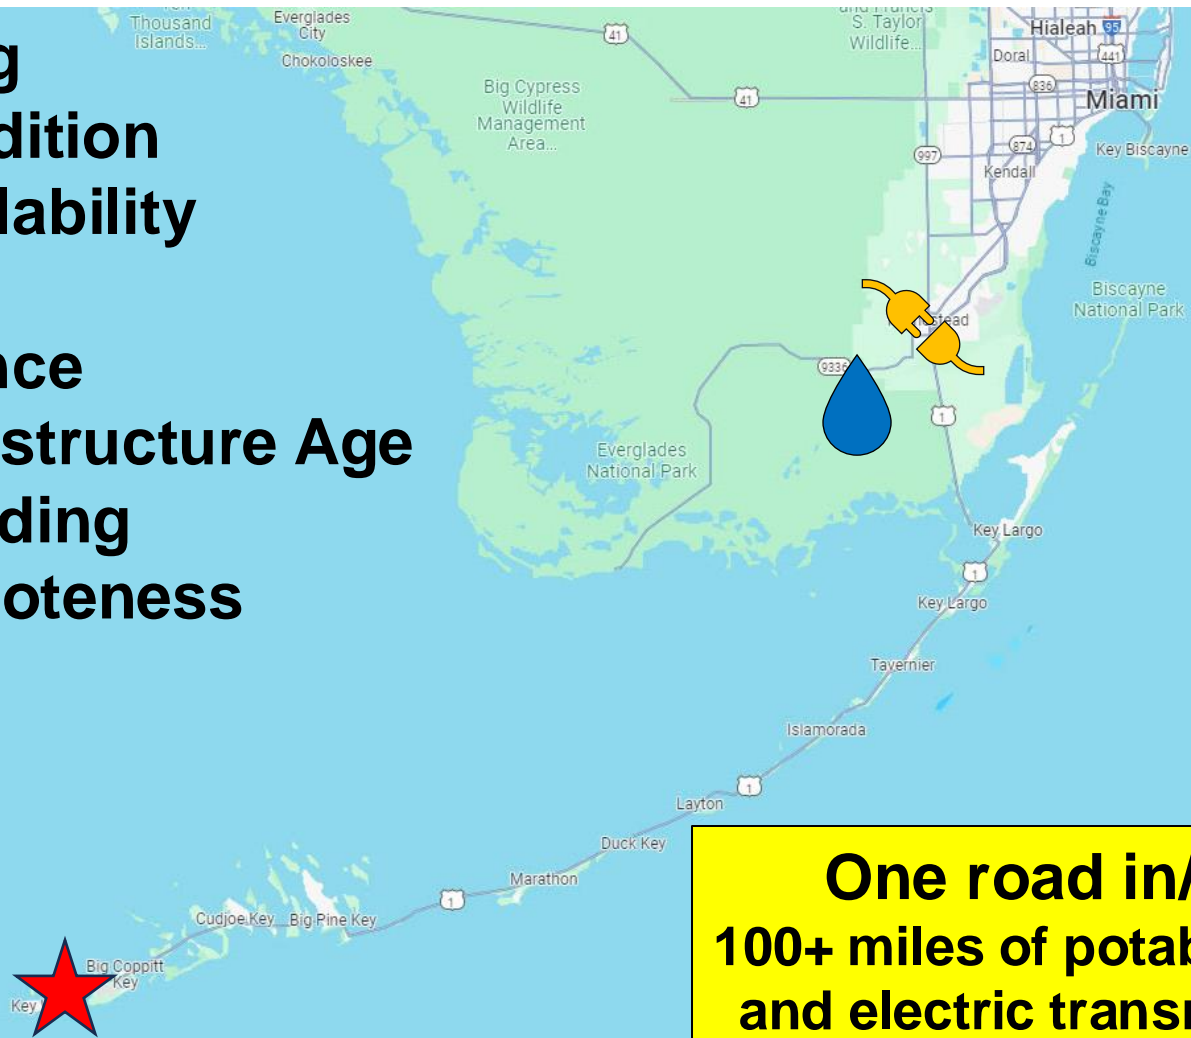 g
dition
lability
nce
structure Age
ding
oteness
Thousand
Islands...
Everglades
City
Chokoloskee
41
Big Cypress
Wildlife
Management
Area...
41
S. Taylor
Wildlife...
Hialeah 95
Doral 441
836
Miami
997
874
1
Key Biscayne
Kendall
Biscayne Bay
Biscayne
National Park
stead
9336
1
Everglades
National Park
Key Largo
1
Key Largo
Tavernier
Islamorada
1
Layton
Duck Key
Marathon
1
Cudjoe Key
Big Pine Key
Big Coppitt
Key
Key
One road in/
100+ miles of potab
and electric transm